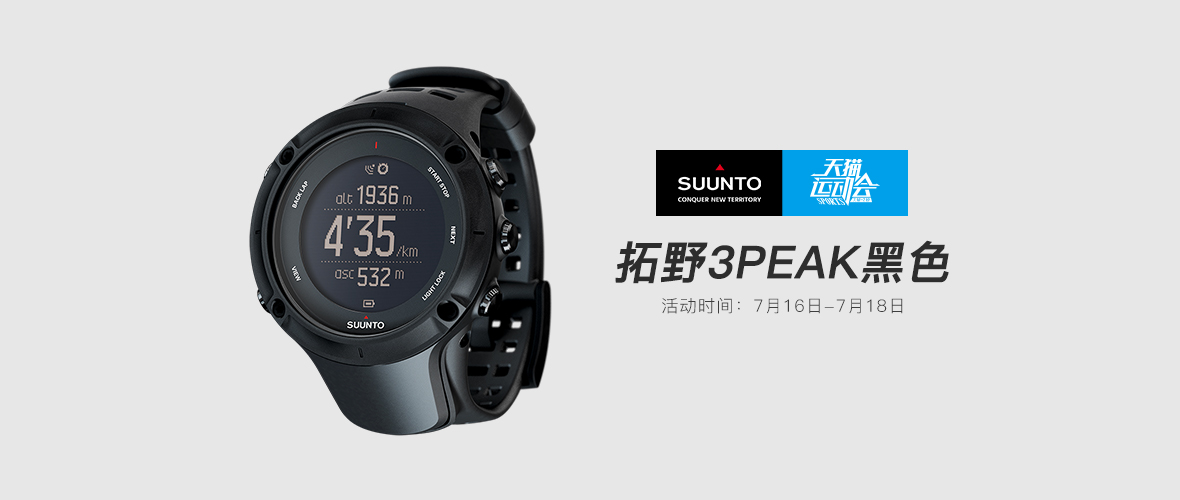 BACK LAP
START STOP
NEXT
LIGHT LOCK
VIEW
alt 1936 m
4'35 /km
asc 532 m
SUUNTO
SUUNTO
CONQUER NEW TERRITORY
天猫
运动会
SPORTS
拓野3PEAK黑色
活动时间：7月16日-7月18日